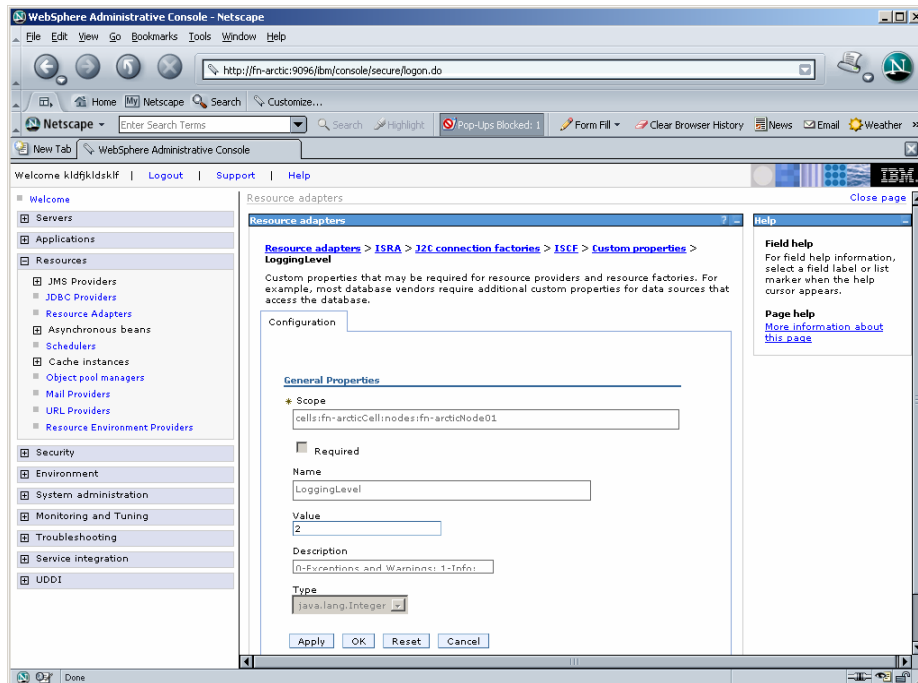 WebSphere Administrative Console - Netscape
File Edit View Go Bookmarks Tools Window Help
http://fn-arctic:9096/ibm/console/secure/logon.do
Home My Netscape Search Customize...
Netscape Enter Search Terms Search Highlight Pop-Ups Blocked: 1 Form Fill Clear Browser History News Email Weather »
New Tab WebSphere Administrative Console
Welcome kldfjkldsklf | Logout | Support | Help IBM.
Welcome
Servers
Applications
Resources
JMS Providers
JDBC Providers
Resource Adapters
Asynchronous beans
Schedulers
Cache instances
Object pool managers
Mail Providers
URL Providers
Resource Environment Providers
Security
Environment
System administration
Monitoring and Tuning
Troubleshooting
Service integration
UDDI
Resource adapters Close page
Resource adapters ? –
Resource adapters > ISRA > J2C connection factories > ISCF > Custom properties >
LoggingLevel
Custom properties that may be required for resource providers and resource factories. For
example, most database vendors require additional custom properties for data sources that
access the database.
Configuration
General Properties
* Scope
cells:fn-arcticCell:nodes:fn-arcticNode01
Required
Name
LoggingLevel
Value
2
Description
0-Exceptions and Warnings; 1-Info;
Type
java.lang.Integer
Apply OK Reset Cancel
Help –
Field help
For field help information,
select a field label or list
marker when the help
cursor appears.
Page help
More information about
this page
Done